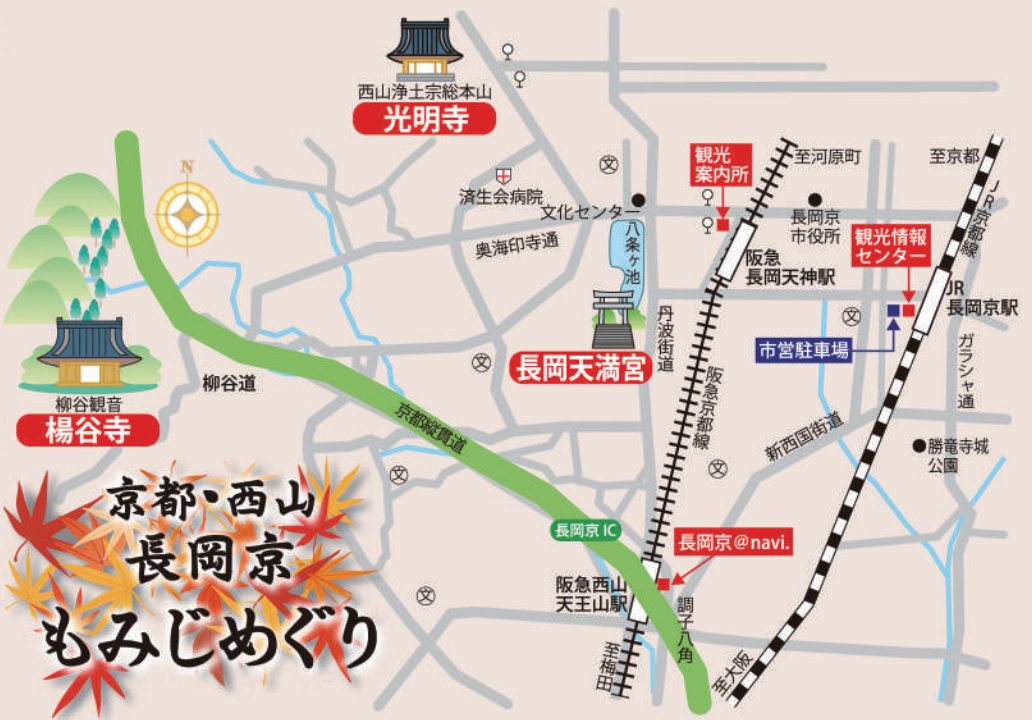 西山浄土宗総本山
光明寺
N
済生会病院
文
文化センター
奥海印寺通
八条ヶ池
観光
案内所
至河原町
長岡京
市役所
至京都
JR京都線
観光情報
センター
阪急
長岡天神駅
JR
長岡京駅
文
市営駐車場
ガラシャ通
長岡天満宮
丹波街道
阪急京都線
文
柳谷観音
楊谷寺
柳谷道
京都縦貫道
新西国街道
文
文
勝竜寺城
公園
長岡京 IC
長岡京@navi.
阪急西山
天王山駅
文
調子八角
至梅田
至大阪
京都・西山
長岡京
もみじめぐり